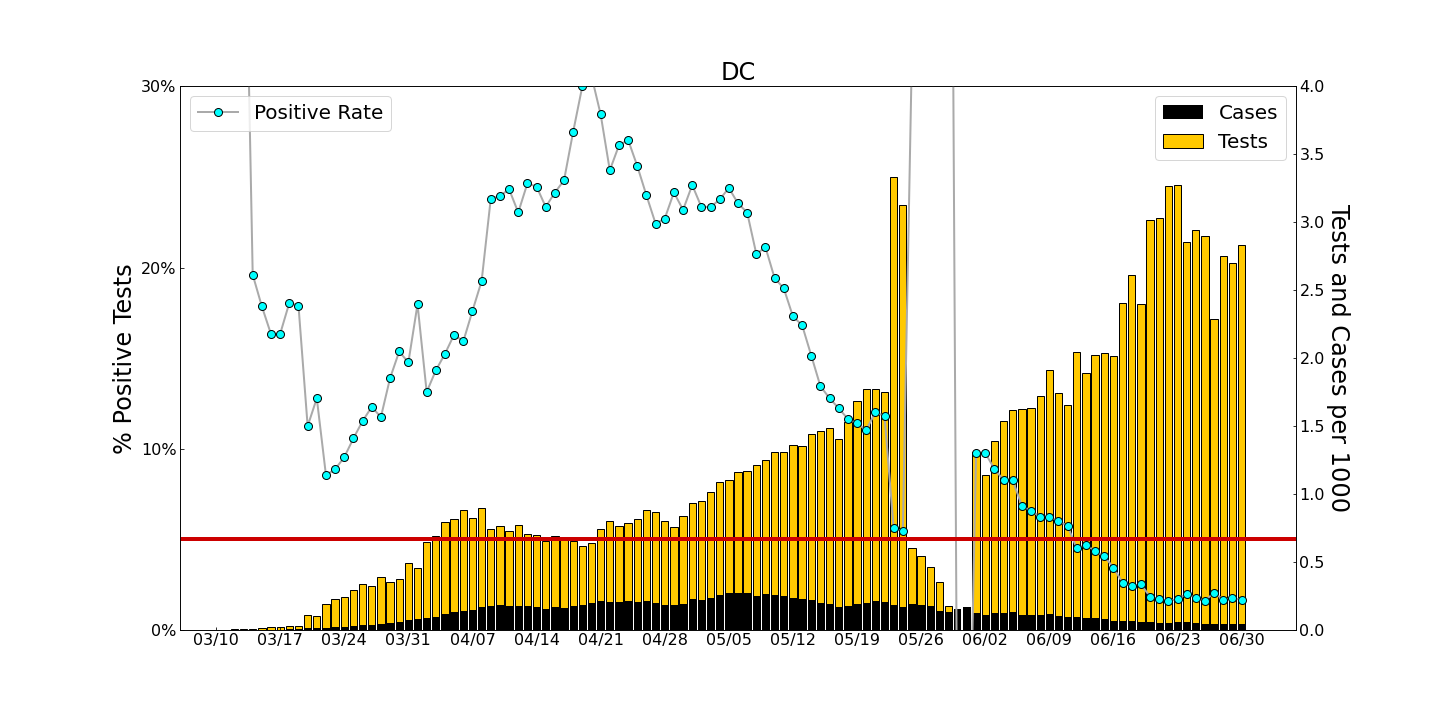 DC
30%
20%
10%
0%
% Positive Tests
Positive Rate
Cases
Tests
4.0
3.5
3.0
2.5
2.0
1.5
1.0
0.5
0.0
Tests and Cases per 1000
03/10 03/17 03/24 03/31 04/07 04/14 04/21 04/28 05/05 05/12 05/19 05/26 06/02 06/09 06/16 06/23 06/30